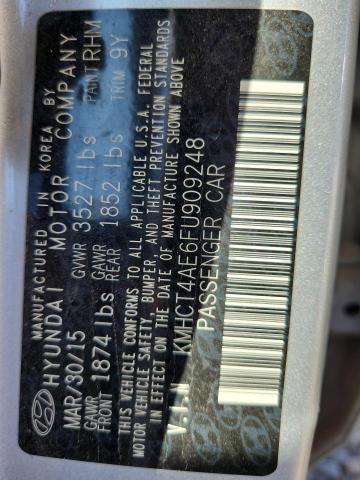 MANUFACTURED IN KOREA BY
HYUNDAI MOTOR COMPANY
MAR/30/15 GVWR 3527 lbs PAINT RHM
GAWR FRONT 1874 lbs GAWR REAR 1852 lbs TRIM 9Y
THIS VEHICLE CONFORMS TO ALL APPLICABLE U.S.A. FEDERAL
MOTOR VEHICLE SAFETY, BUMPER, AND THEFT PREVENTION STANDARDS
IN EFFECT ON THE DATE OF MANUFACTURE SHOWN ABOVE
V.I.N KMHCT4AE6FU909248
PASSENGER CAR